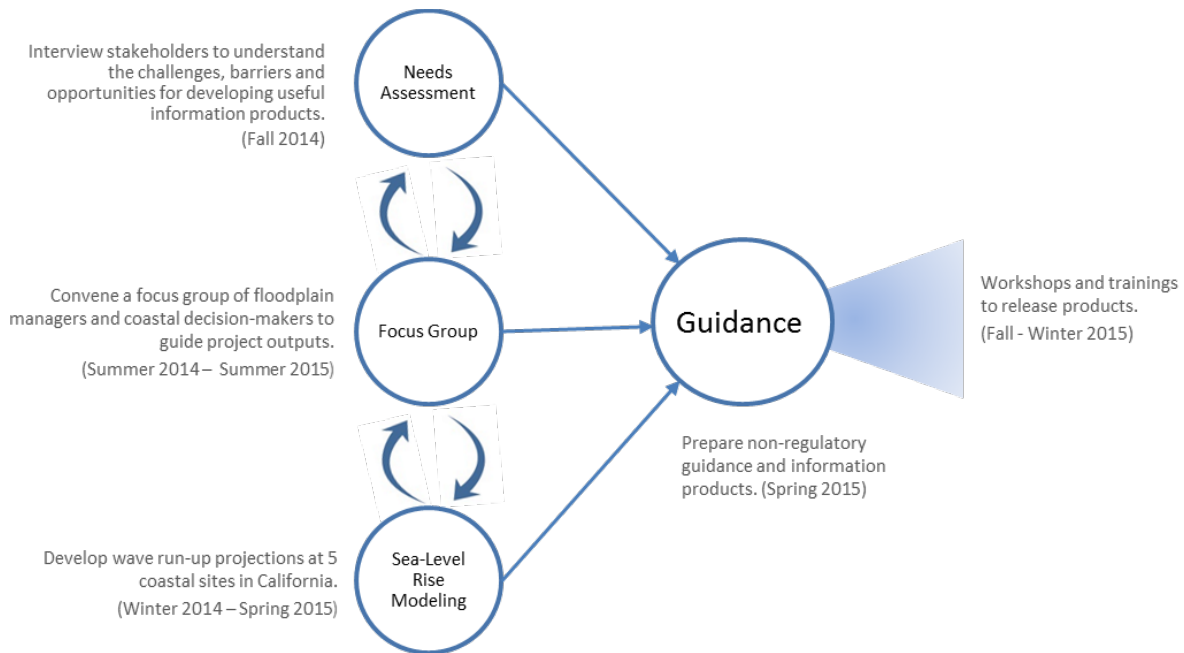 Interview stakeholders to understand
the challenges, barriers and
opportunities for developing useful
information products.
(Fall 2014)
Needs
Assessment
Convene a focus group of floodplain
managers and coastal decision-makers to
guide project outputs.
(Summer 2014 – Summer 2015)
Focus Group
Develop wave run-up projections at 5
coastal sites in California.
(Winter 2014 – Spring 2015)
Sea-Level
Rise
Modeling
Guidance
Prepare non-regulatory
guidance and information
products. (Spring 2015)
Workshops and trainings
to release products.
(Fall - Winter 2015)